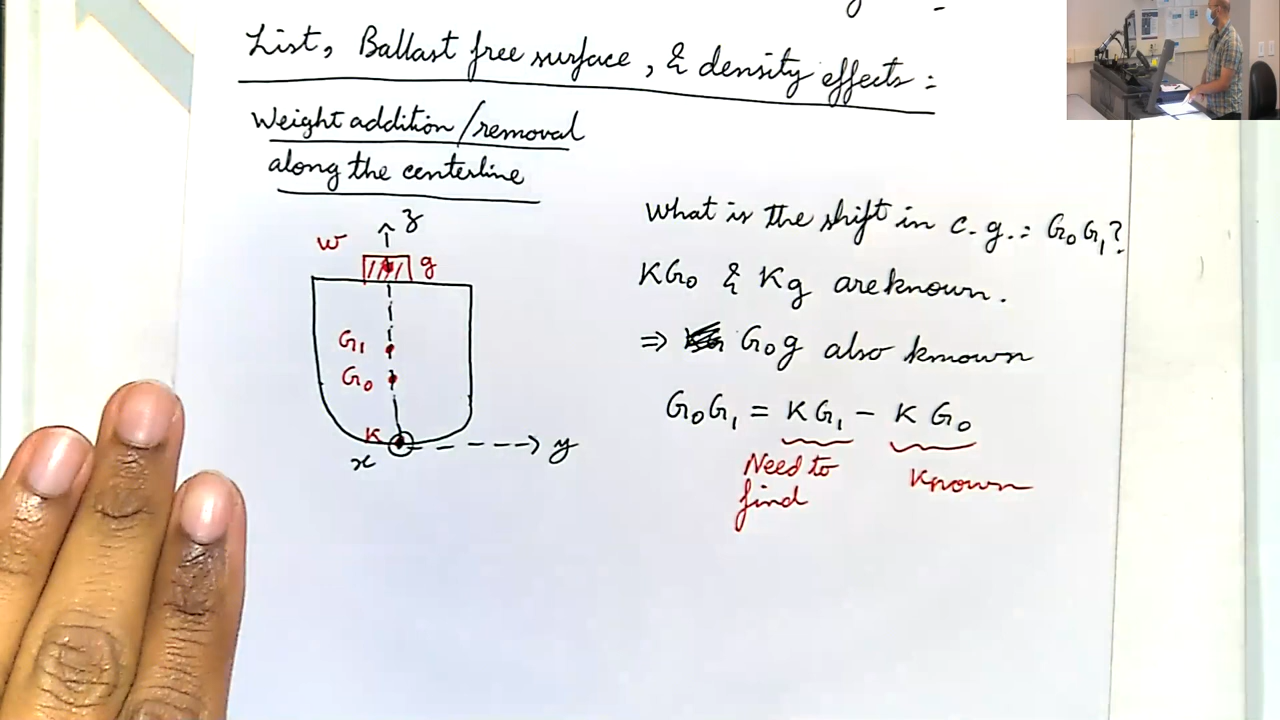 List, Ballast free surface, & density effects:
Weight addition/removal
along the centerline
z
w
g
G₁
G₀
K
x
y
What is the shift in c.g.: G₀G₁?
KG₀ & Kg are known.
⇒ G₀g also known
G₀G₁ = KG₁ - KG₀
Need to
find
Known